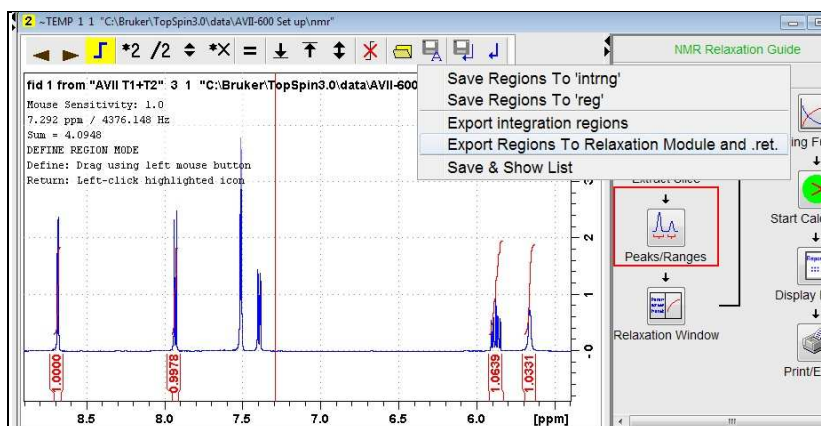 2 ~TEMP 1 1 "C:\Bruker\TopSpin3.0\data\AVII-600 Set up\nmr"
*2 /2 *X =
NMR Relaxation Guide
fid 1 from "AVII T1+T2" 3 1 "C:\Bruker\TopSpin3.0\data\AVII-600
Mouse Sensitivity: 1.0
7.292 ppm / 4376.148 Hz
Sum = 4.0948
DEFINE REGION MODE
Define: Drag using left mouse button
Return: Left-click highlighted icon
Save Regions To 'intrng'
Save Regions To 'reg'
Export integration regions
Export Regions To Relaxation Module and .ret.
Save & Show List
Extract Slice
Peaks/Ranges
Start Calc
Relaxation Window
Display
Print/E
3
2
1
0
1.0000
0.9978
1.0639
1.0331
8.5 8.0 7.5 7.0 6.5 6.0 [ppm]